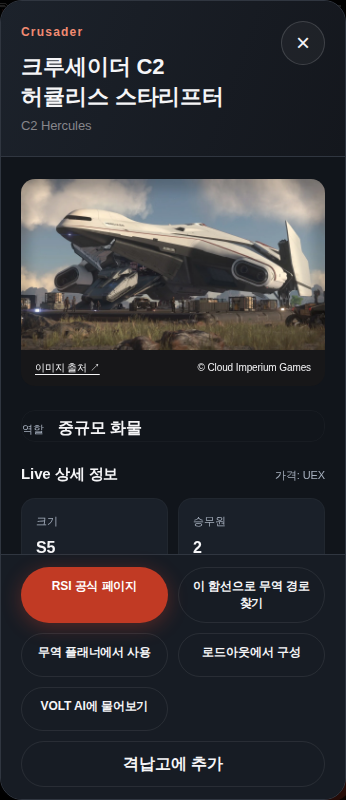 Crusader
크루세이더 C2
허큘리스 스타리프터
C2 Hercules
이미지 출처 ↗
© Cloud Imperium Games
역할 중규모 화물
Live 상세 정보
가격: UEX
크기
승무원
S5
2
RSI 공식 페이지
이 함선으로 무역 경로
찾기
무역 플래너에서 사용
로드아웃에서 구성
VOLT AI에 물어보기
격납고에 추가